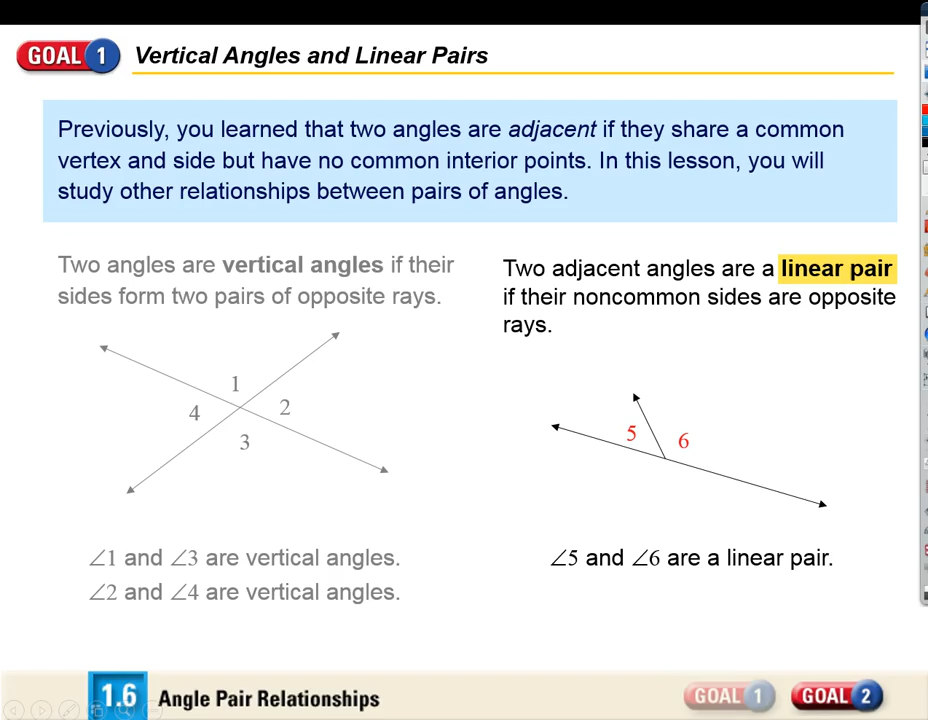 GOAL 1
Vertical Angles and Linear Pairs
Previously, you learned that two angles are adjacent if they share a common
vertex and side but have no common interior points. In this lesson, you will
study other relationships between pairs of angles.
Two angles are vertical angles if their
sides form two pairs of opposite rays.
1
4
2
3
∠1 and ∠3 are vertical angles.
∠2 and ∠4 are vertical angles.
Two adjacent angles are a linear pair
if their noncommon sides are opposite
rays.
5
6
∠5 and ∠6 are a linear pair.
1.6 Angle Pair Relationships
GOAL 1
GOAL 2